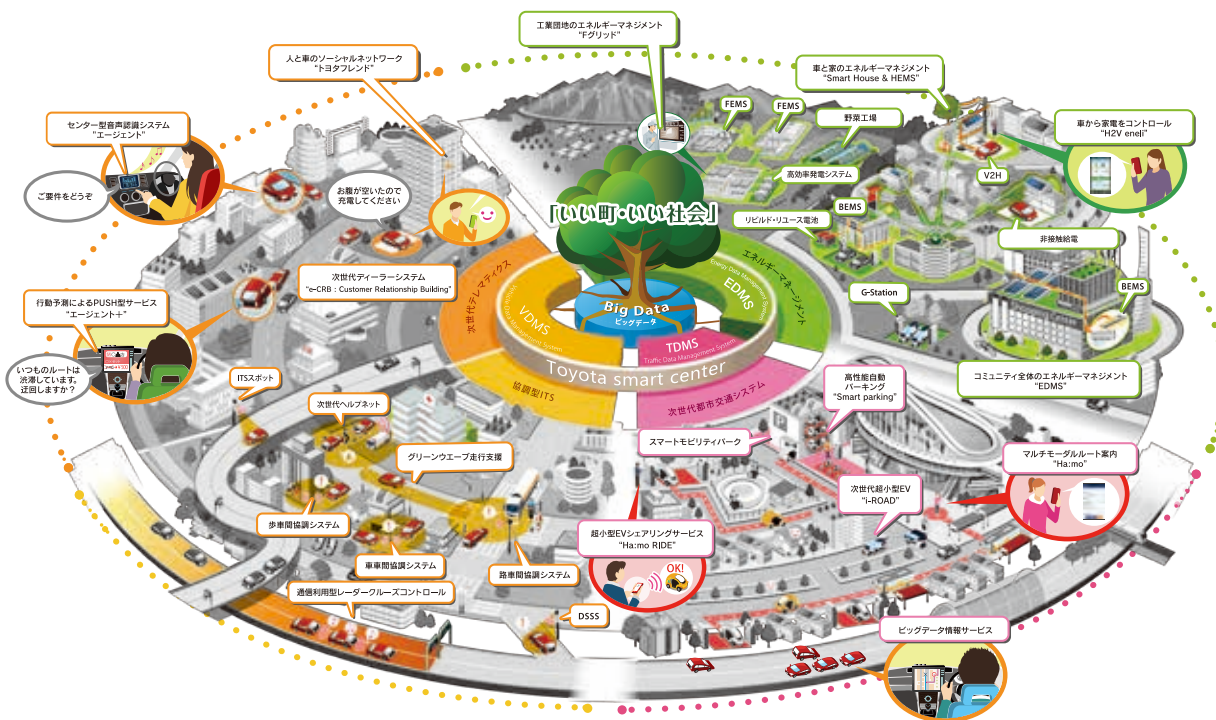 工業団地のエネルギーマネジメント
“Fグリッド”
人と車のソーシャルネットワーク
“トヨタフレンド”
車と家のエネルギーマネジメント
“Smart House & HEMS”
センター型音声認識システム
“エージェント”
ご要件をどうぞ
お腹が空いたので
充電してください
FEMS
FEMS
野菜工場
高効率発電システム
V2H
車から家電をコントロール
“H2V eneli”
リビルド・リユース電池
BEMS
非接触給電
BEMS
G-Station
コミュニティ全体のエネルギーマネジメント
“EDMS”
「いい町・いい社会」
次世代ディーラーシステム
“e-CRB : Customer Relationship Building”
行動予測によるPUSH型サービス
“エージェント＋”
いつものルートは
渋滞しています。
迂回しますか？
次世代テレマティクス
エネルギーマネージメント
協調型ITS
次世代都市交通システム
VDMS
EDMS
Energy Data Management System
TDMS
Traffic Data Management System
Big Data
ビッグデータ
Toyota smart center
ITSスポット
次世代ヘルプネット
グリーンウエーブ走行支援
歩車間協調システム
車車間協調システム
路車間協調システム
通信利用型レーダークルーズコントロール
DSSS
高性能自動
パーキング
“Smart parking”
スマートモビリティパーク
次世代超小型EV
“i-ROAD”
マルチモーダルルート案内
“Ha:mo”
超小型EVシェアリングサービス
“Ha:mo RIDE”
OK!
ビッグデータ情報サービス